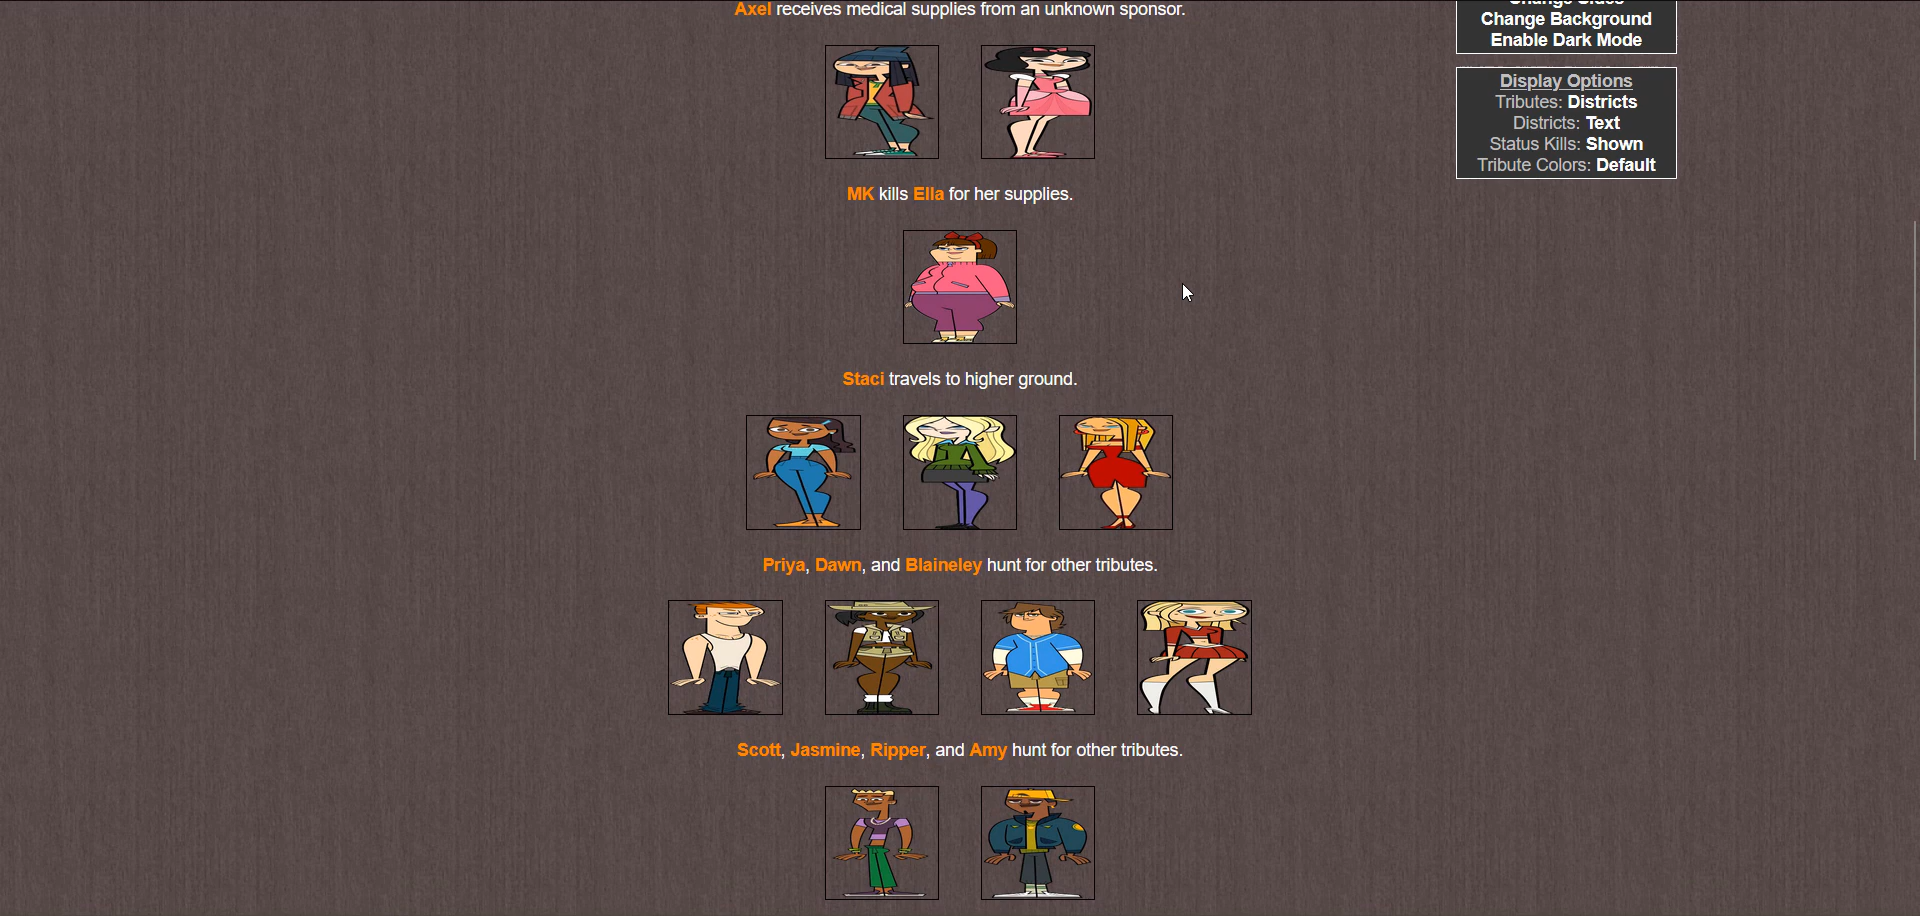 Axel receives medical supplies from an unknown sponsor.
MK kills Ella for her supplies.
Staci travels to higher ground.
Priya, Dawn, and Blaineley hunt for other tributes.
Scott, Jasmine, Ripper, and Amy hunt for other tributes.
Change Sides
Change Background
Enable Dark Mode
Display Options
Tributes: Districts
Districts: Text
Status Kills: Shown
Tribute Colors: Default